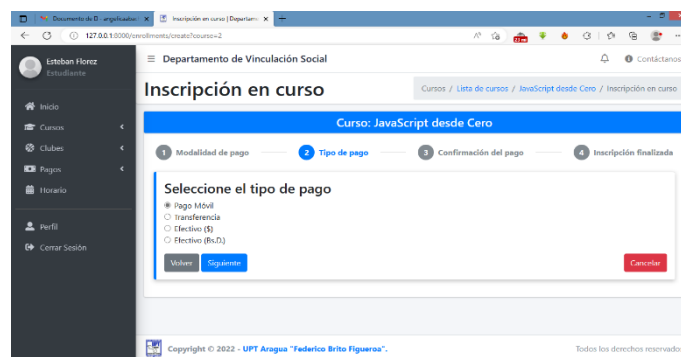 Documento de D - angelicaalver
Inscripción en curso | Departam
127.0.0.1:8000/enrollments/create?course=2
Esteban Florez
Estudiante
Departamento de Vinculación Social
Contáctanos
Inscripción en curso
Cursos / Lista de cursos / JavaScript desde Cero / Inscripción en curso
Inicio
Cursos
Clubes
Pagos
Horario
Perfil
Cerrar Sesión
Curso: JavaScript desde Cero
1 Modalidad de pago
2 Tipo de pago
3 Confirmación del pago
4 Inscripción finalizada
Seleccione el tipo de pago
Pago Móvil
Transferencia
Efectivo ($)
Efectivo (Bs.D.)
Volver
Siguiente
Cancelar
Copyright © 2022 - UPT Aragua "Federico Brito Figueroa".
Todos los derechos reservados